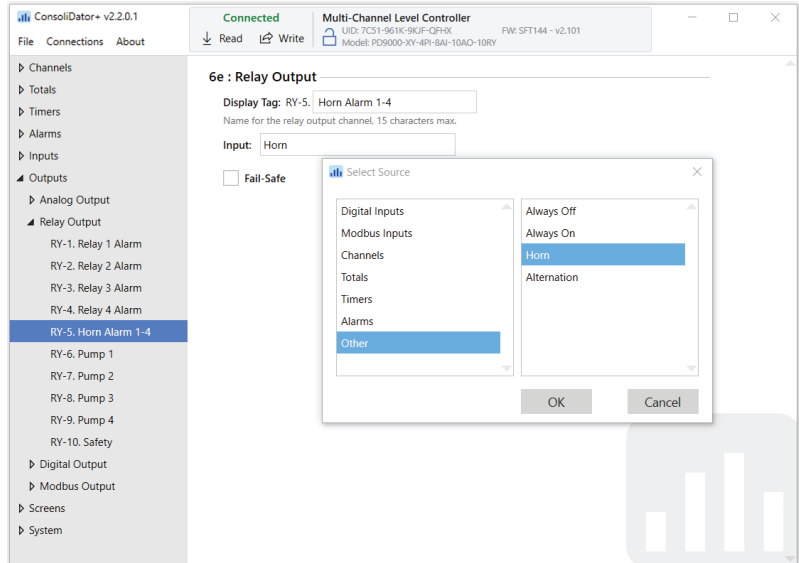 ConsoliDator+ v2.2.0.1
File Connections About
Connected
Read Write
Multi-Channel Level Controller
UID: 7C51-961K-9KJF-QFHX FW: SFT144 - v2.101
Model: PD9000-XY-4PI-8AI-10AO-10RY
Channels
Totals
Timers
Alarms
Inputs
Outputs
Analog Output
Relay Output
RY-1. Relay 1 Alarm
RY-2. Relay 2 Alarm
RY-3. Relay 3 Alarm
RY-4. Relay 4 Alarm
RY-5. Horn Alarm 1-4
RY-6. Pump 1
RY-7. Pump 2
RY-8. Pump 3
RY-9. Pump 4
RY-10. Safety
Digital Output
Modbus Output
Screens
System
6e : Relay Output
Display Tag: RY-5. Horn Alarm 1-4
Name for the relay output channel, 15 characters max.
Input: Horn
Fail-Safe
Select Source
Digital Inputs
Modbus Inputs
Channels
Totals
Timers
Alarms
Other
Always Off
Always On
Horn
Alternation
OK Cancel